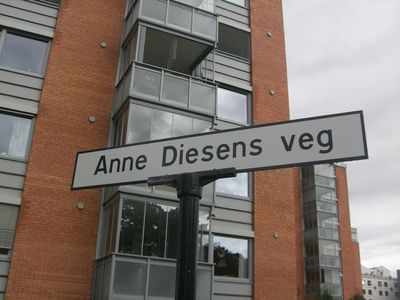 Anne Diesens veg